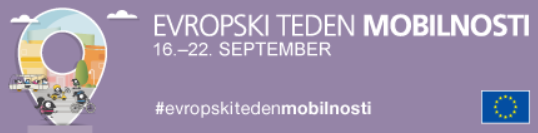 EVROPSKI TEDEN MOBILNOSTI
16.–22. SEPTEMBER
#evropskitedenmobilnosti